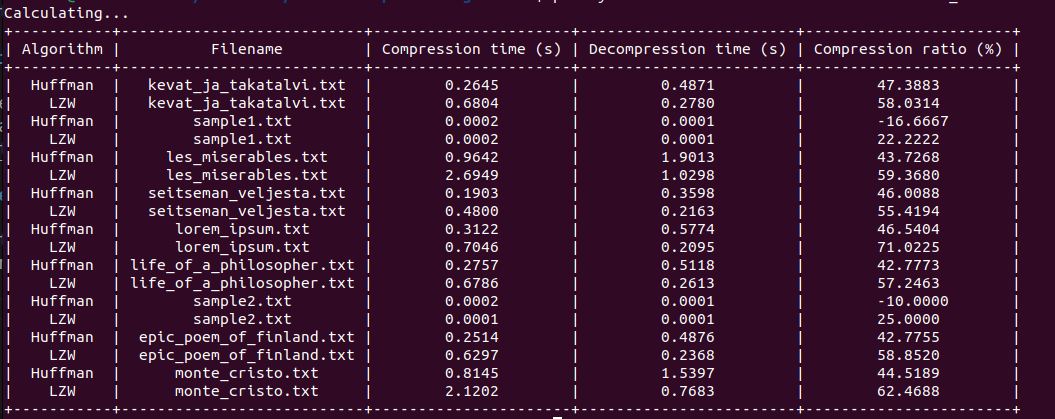 Calculating...
+-----------+---------------------------+----------------------+------------------------+-----------------------+
| Algorithm | Filename | Compression time (s) | Decompression time (s) | Compression ratio (%) |
+-----------+---------------------------+----------------------+------------------------+-----------------------+
| Huffman | kevat_ja_takatalvi.txt | 0.2645 | 0.4871 | 47.3883 |
| LZW | kevat_ja_takatalvi.txt | 0.6804 | 0.2780 | 58.0314 |
| Huffman | sample1.txt | 0.0002 | 0.0001 | -16.6667 |
| LZW | sample1.txt | 0.0002 | 0.0001 | 22.2222 |
| Huffman | les_miserables.txt | 0.9642 | 1.9013 | 43.7268 |
| LZW | les_miserables.txt | 2.6949 | 1.0298 | 59.3680 |
| Huffman | seitseman_veljesta.txt | 0.1903 | 0.3598 | 46.0088 |
| LZW | seitseman_veljesta.txt | 0.4800 | 0.2163 | 55.4194 |
| Huffman | lorem_ipsum.txt | 0.3122 | 0.5774 | 46.5404 |
| LZW | lorem_ipsum.txt | 0.7046 | 0.2095 | 71.0225 |
| Huffman | life_of_a_philosopher.txt | 0.2757 | 0.5118 | 42.7773 |
| LZW | life_of_a_philosopher.txt | 0.6786 | 0.2613 | 57.2463 |
| Huffman | sample2.txt | 0.0002 | 0.0001 | -10.0000 |
| LZW | sample2.txt | 0.0001 | 0.0001 | 25.0000 |
| Huffman | epic_poem_of_finland.txt | 0.2514 | 0.4876 | 42.7755 |
| LZW | epic_poem_of_finland.txt | 0.6297 | 0.2368 | 58.8520 |
| Huffman | monte_cristo.txt | 0.8145 | 1.5397 | 44.5189 |
| LZW | monte_cristo.txt | 2.1202 | 0.7683 | 62.4688 |
+-----------+---------------------------+----------------------+------------------------+-----------------------+